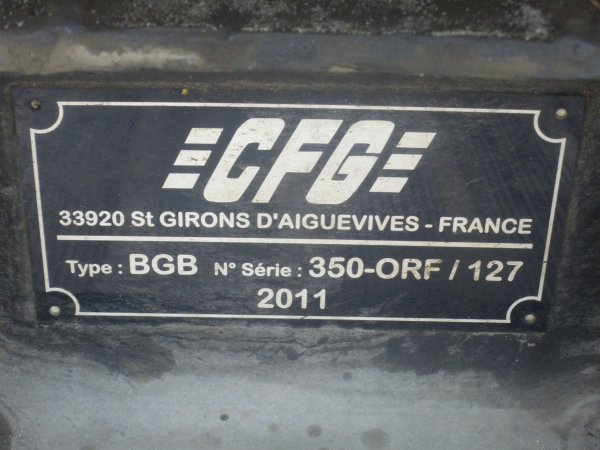 CFG
33920 St GIRONS D'AIGUEVIVES - FRANCE
Type : BGB N° Série : 350-ORF / 127
2011